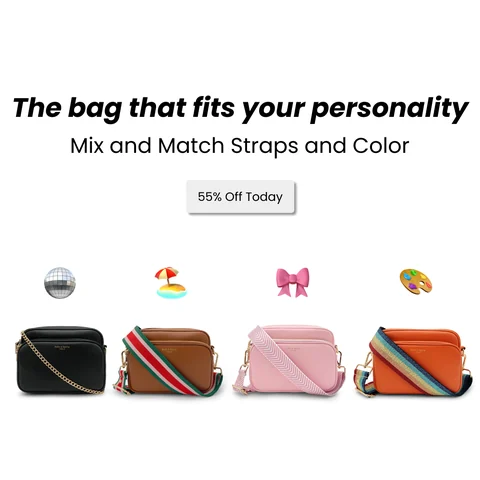 The bag that fits your personality
Mix and Match Straps and Color
55% Off Today